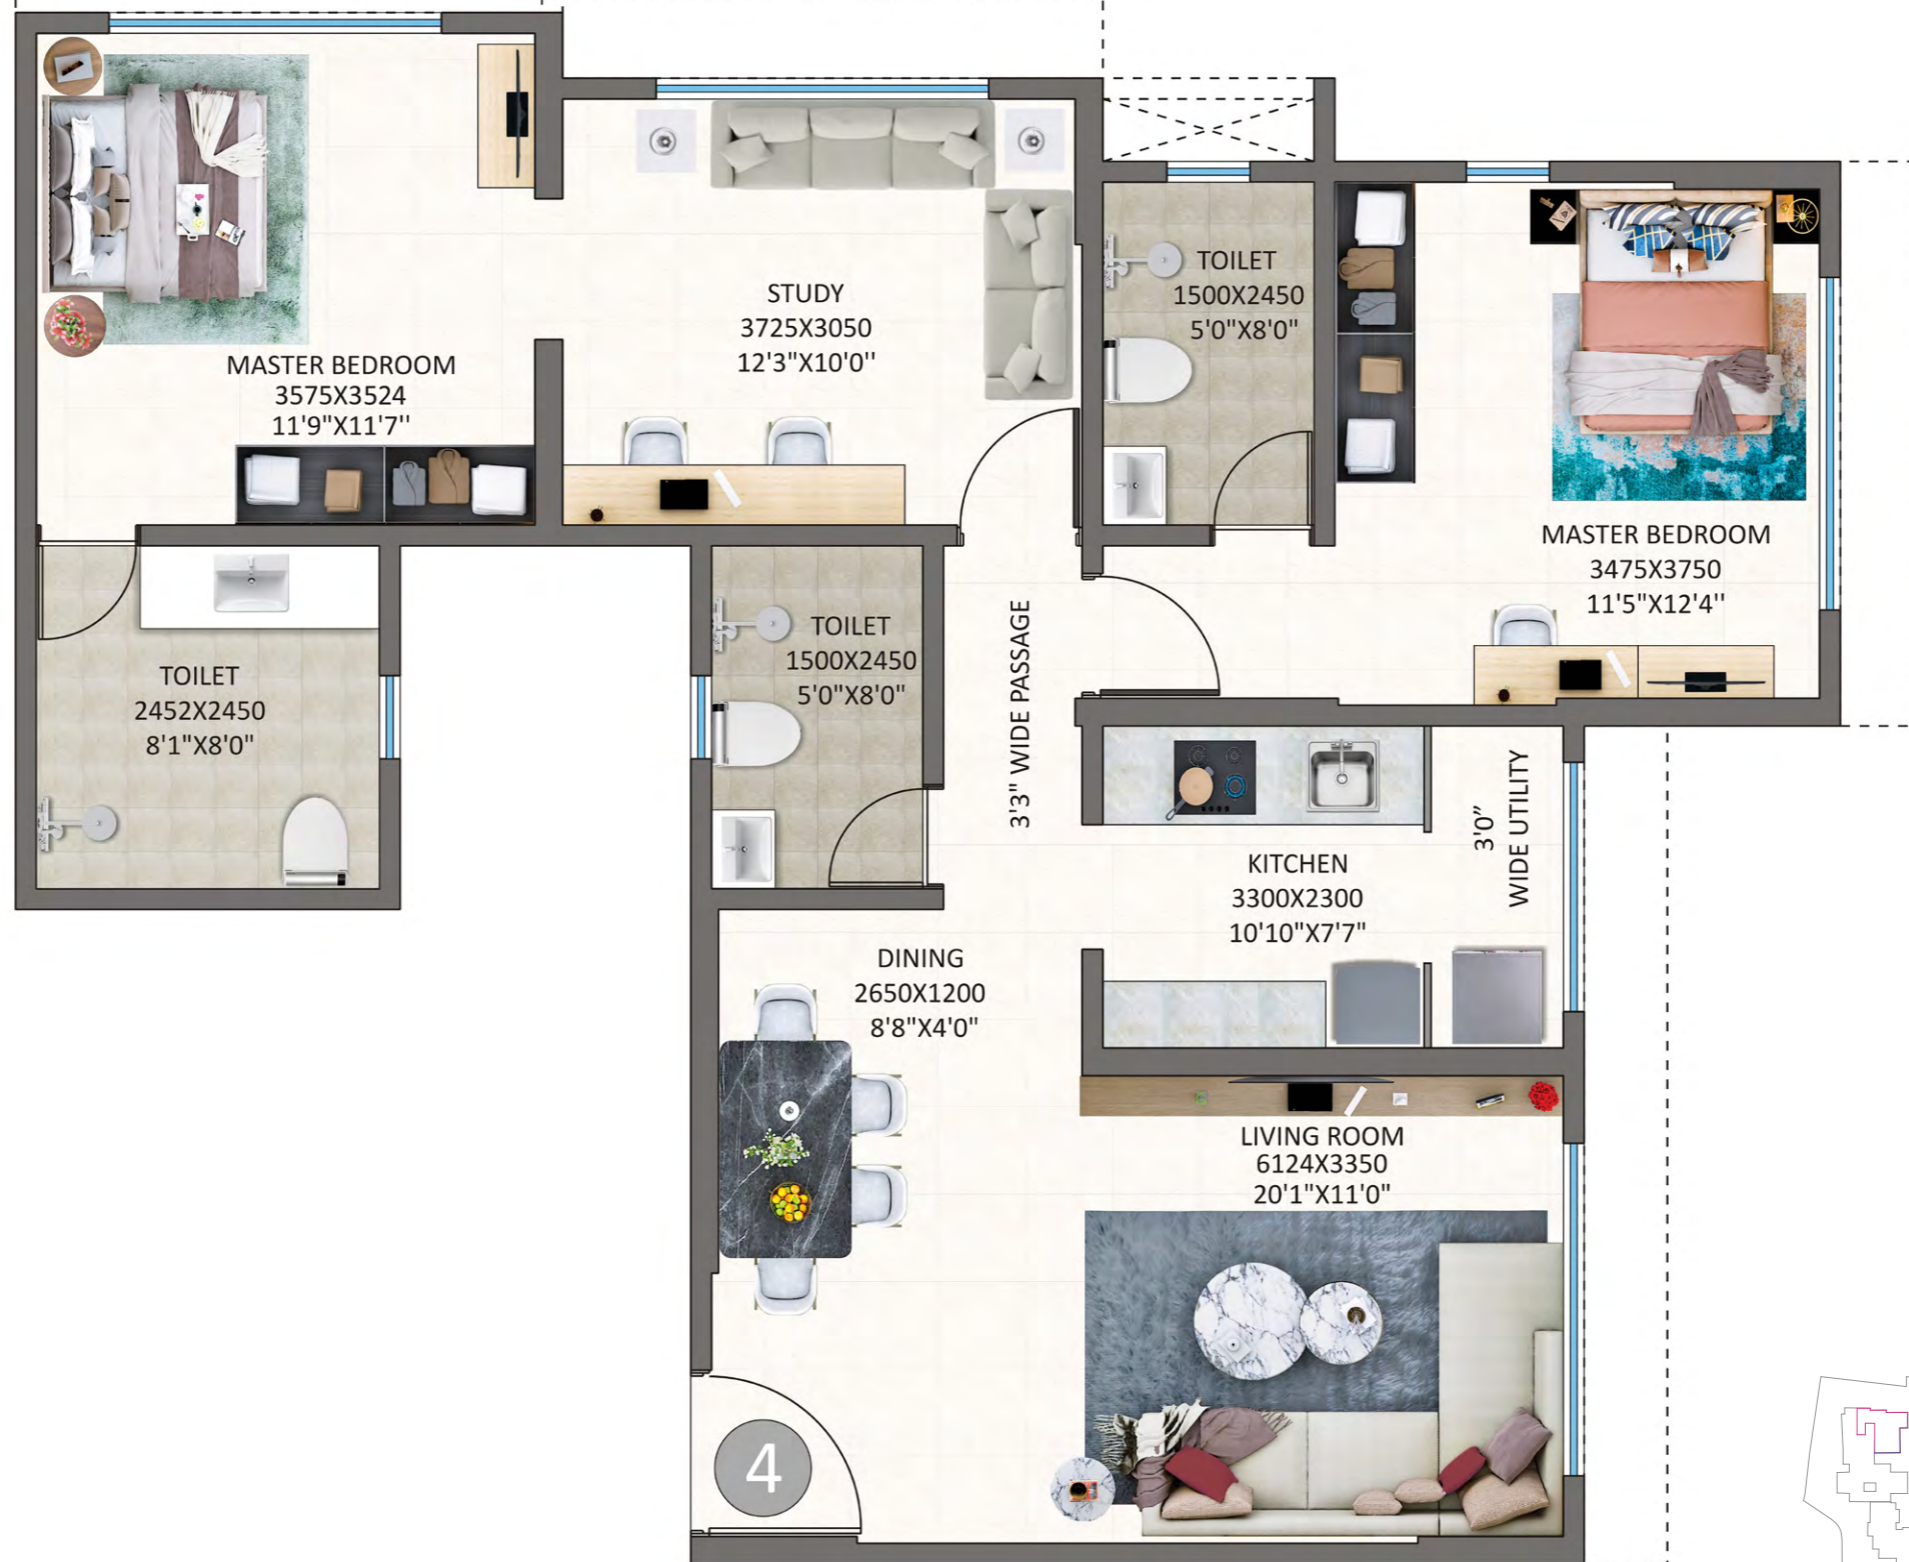 MASTER BEDROOM
3575X3524
11'9"X11'7''
STUDY
3725X3050
12'3"X10'0''
TOILET
1500X2450
5'0"X8'0"
MASTER BEDROOM
3475X3750
11'5"X12'4''
TOILET
2452X2450
8'1"X8'0"
TOILET
1500X2450
5'0"X8'0"
3'3" WIDE PASSAGE
3'0”
WIDE UTILITY
KITCHEN
3300X2300
10'10"X7'7"
DINING
2650X1200
8'8"X4'0"
LIVING ROOM
6124X3350
20'1"X11'0"
4